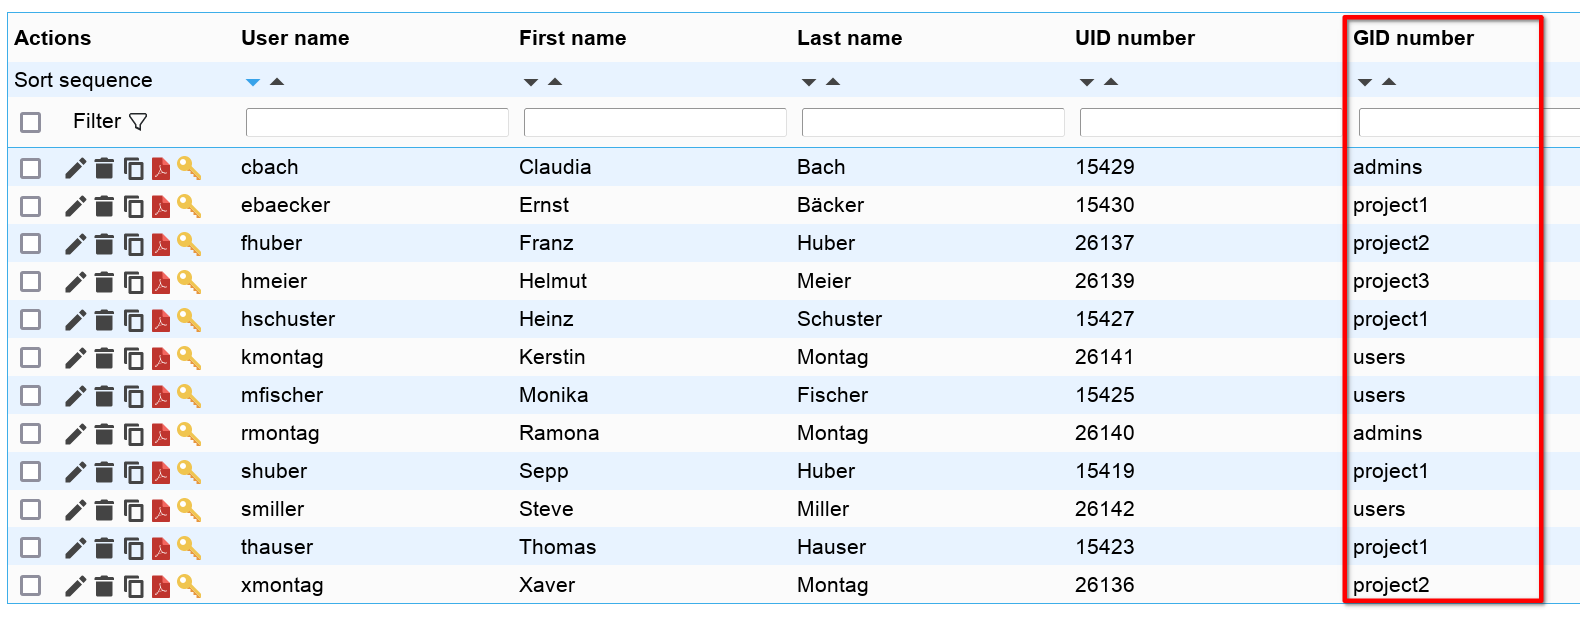 Actions User name First name Last name UID number GID number
Sort sequence
Filter
cbach Claudia Bach 15429 admins
ebaecker Ernst Bäcker 15430 project1
fhuber Franz Huber 26137 project2
hmeier Helmut Meier 26139 project3
hschuster Heinz Schuster 15427 project1
kmontag Kerstin Montag 26141 users
mfischer Monika Fischer 15425 users
rmontag Ramona Montag 26140 admins
shuber Sepp Huber 15419 project1
smiller Steve Miller 26142 users
thauser Thomas Hauser 15423 project1
xmontag Xaver Montag 26136 project2